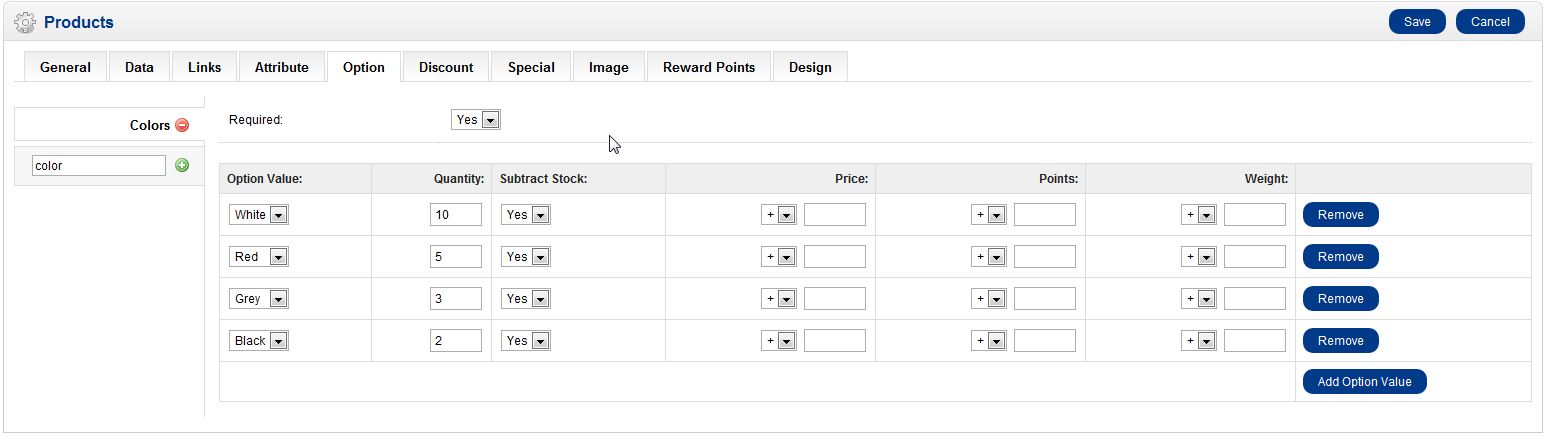 Products Save Cancel
General Data Links Attribute Option Discount Special Image Reward Points Design
Colors
color
Required: Yes
Option Value: Quantity: Subtract Stock: Price: Points: Weight:
White 10 Yes + + + Remove
Red 5 Yes + + + Remove
Grey 3 Yes + + + Remove
Black 2 Yes + + + Remove
Add Option Value